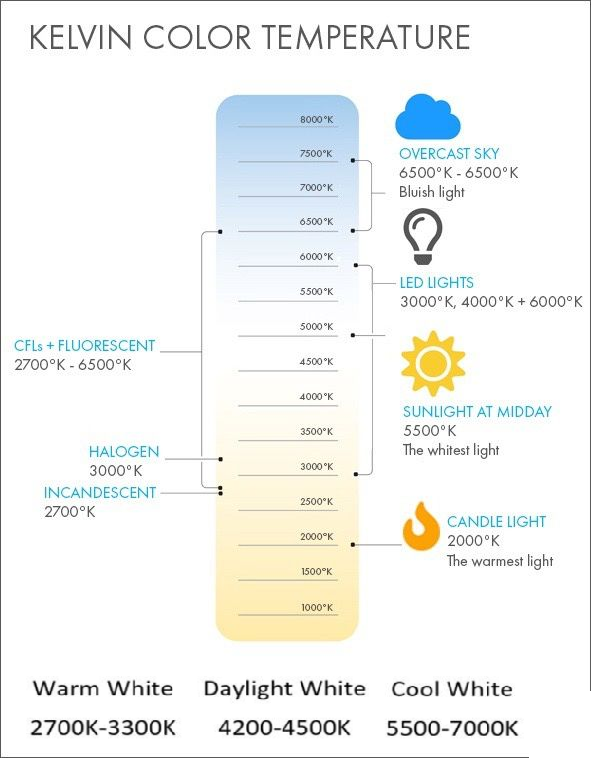 KELVIN COLOR TEMPERATURE
8000°K
7500°K
7000°K
6500°K
6000°K
5500°K
5000°K
4500°K
4000°K
3500°K
3000°K
2500°K
2000°K
1500°K
1000°K
CFLs + FLUORESCENT
2700°K - 6500°K
HALOGEN
3000°K
INCANDESCENT
2700°K
OVERCAST SKY
6500°K - 6500°K
Bluish light
LED LIGHTS
3000°K, 4000°K + 6000°K
SUNLIGHT AT MIDDAY
5500°K
The whitest light
CANDLE LIGHT
2000°K
The warmest light
Warm White Daylight White Cool White
2700K-3300K 4200-4500K 5500-7000K